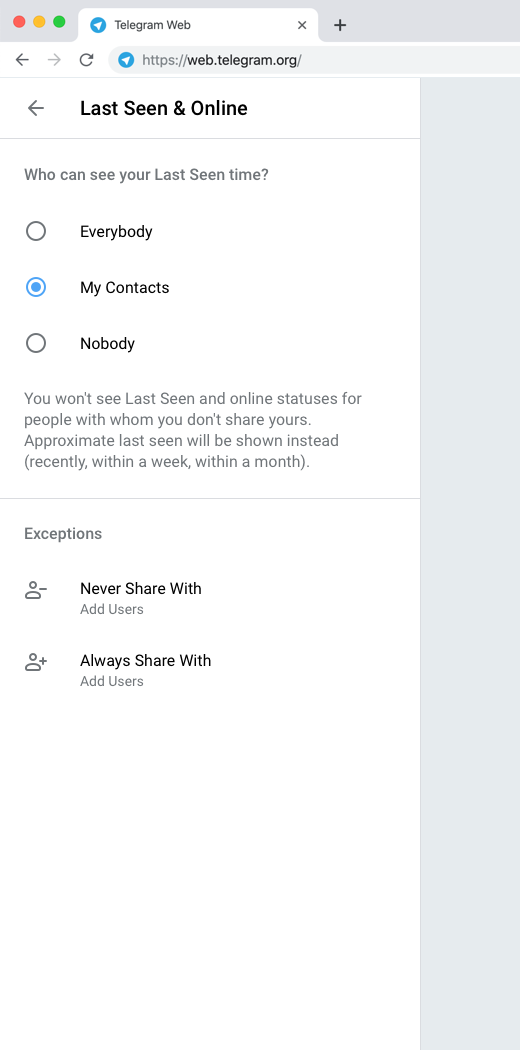 Telegram Web
https://web.telegram.org/
Last Seen & Online
Who can see your Last Seen time?
Everybody
My Contacts
Nobody
You won't see Last Seen and online statuses for
people with whom you don't share yours.
Approximate last seen will be shown instead
(recently, within a week, within a month).
Exceptions
Never Share With
Add Users
Always Share With
Add Users